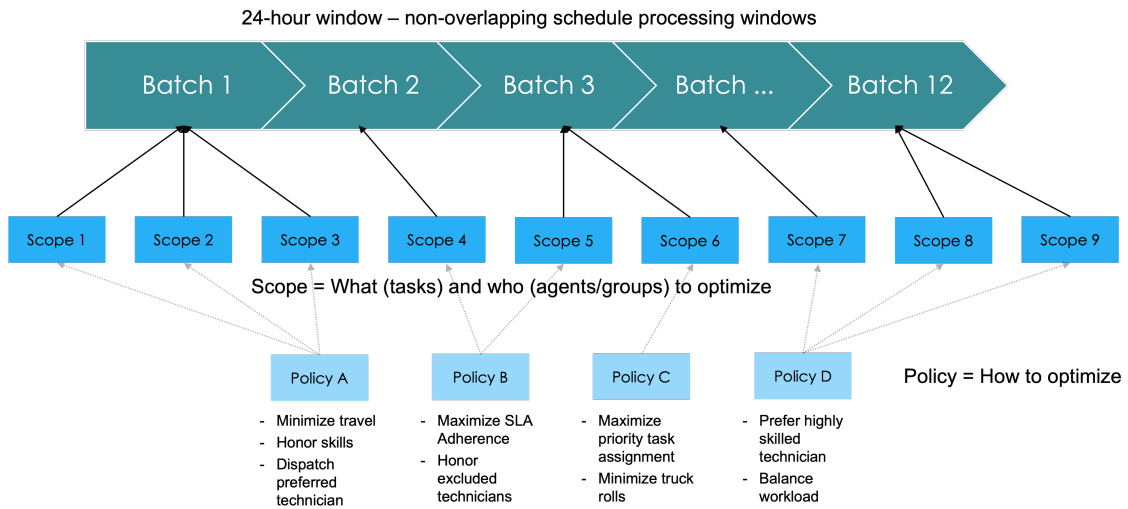 24-hour window – non-overlapping schedule processing windows
Batch 1
Batch 2
Batch 3
Batch ...
Batch 12
Scope 1
Scope 2
Scope 3
Scope 4
Scope 5
Scope 6
Scope 7
Scope 8
Scope 9
Scope = What (tasks) and who (agents/groups) to optimize
Policy A
Policy B
Policy C
Policy D
Policy = How to optimize
- Minimize travel
- Honor skills
- Dispatch
preferred
technician
- Maximize SLA
Adherence
- Honor
excluded
technicians
- Maximize
priority task
assignment
- Minimize truck
rolls
- Prefer highly
skilled
technician
- Balance
workload